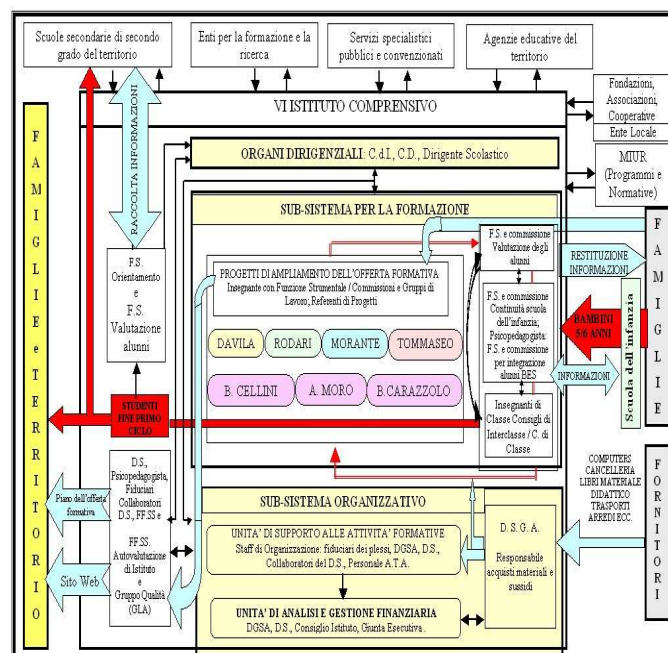 Scuole secondarie di secondo
grado del territorio
Enti per la formazione e la
ricerca
Servizi specialistici
pubblici e convenzionati
Agenzie educative del
territorio
VI ISTITUTO COMPRENSIVO
Fondazioni,
Associazioni,
Cooperative
Ente Locale
MIUR
(Programmi e
Normative)
ORGANI DIRIGENZIALI: C.d.I., C.D., Dirigente Scolastico
RACCOLTA INFORMAZIONI
SUB-SISTEMA PER LA FORMAZIONE
FAMIGLIE e TERRITORIO
F.S.
Orientamento
e
F.S.
Valutazione
alunni
PROGETTI DI AMPLIAMENTO DELL'OFFERTA FORMATIVA
Insegnante con Funzione Strumentale / Commissioni e Gruppi di
Lavoro; Referenti di Progetti
F.S. e commissione
Valutazione degli
alunni
RESTITUZIONE
INFORMAZIONI
FAMIGLIE
F.S. e commissione
Continuità scuola
dell'infanzia;
Psicopedagogista:
F.S. e commissione
per integrazione
alunni BES
BAMBINI
5/6 ANNI
Scuola dell'infanzia
INFORMAZIONI
DAVILA
RODARI
MORANTE
TOMMASEO
B. CELLINI
A. MORO
B.CARAZZOLO
STUDENTI
FINE PRIMO
CICLO
Insegnanti di
Classe Consigli di
Interclasse / C. di
Classe
D.S.,
Psicopedagogista,
Fiduciari
Collaboratori
D.S., FF.SS e
FF.SS.
Autovalutazione
di Istituto
e
Gruppo Qualità
(GLA)
Piano dell'offerta
formativa
Sito Web
SUB-SISTEMA ORGANIZZATIVO
UNITA' DI SUPPORTO ALLE ATTIVITA' FORMATIVE
Staff di Organizzazione: fiduciari dei plessi, DGSA, D.S.,
Collaboratori del D.S., Personale A.T.A.
UNITA' DI ANALISI E GESTIONE FINANZIARIA
DGSA, D.S., Consiglio Istituto, Giunta Esecutiva .
D. S. G. A.
Responsabile
acquisti materiali e
sussidi
COMPUTERS
CANCELLERIA
LIBRI MATERIALE
DIDATTICO
TRASPORTI
ARREDI ECC.
FORNITORI